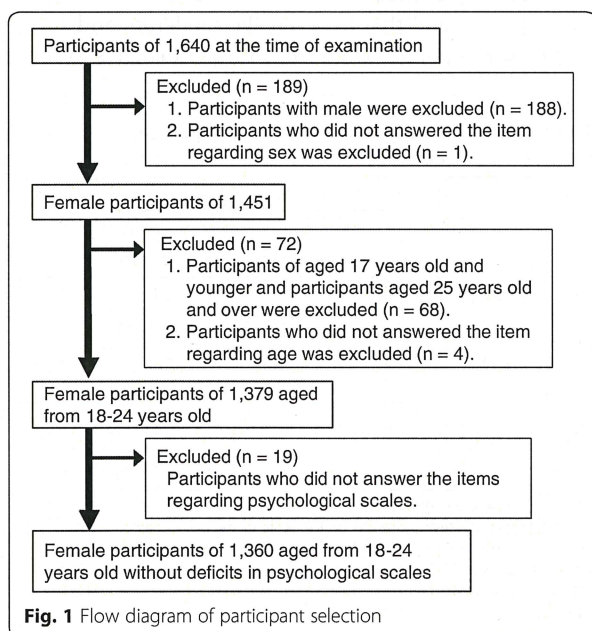 Participants of 1,640 at the time of examination
Excluded (n = 189)
1. Participants with male were excluded (n = 188).
2. Participants who did not answered the item
regarding sex was excluded (n = 1).
Female participants of 1,451
Excluded (n = 72)
1. Participants of aged 17 years old and
younger and participants aged 25 years old
and over were excluded (n = 68).
2. Participants who did not answered the item
regarding age was excluded (n = 4).
Female participants of 1,379 aged
from 18-24 years old
Excluded (n = 19)
Participants who did not answer the items
regarding psychological scales.
Female participants of 1,360 aged from 18-24
years old without deficits in psychological scales
Fig. 1 Flow diagram of participant selection